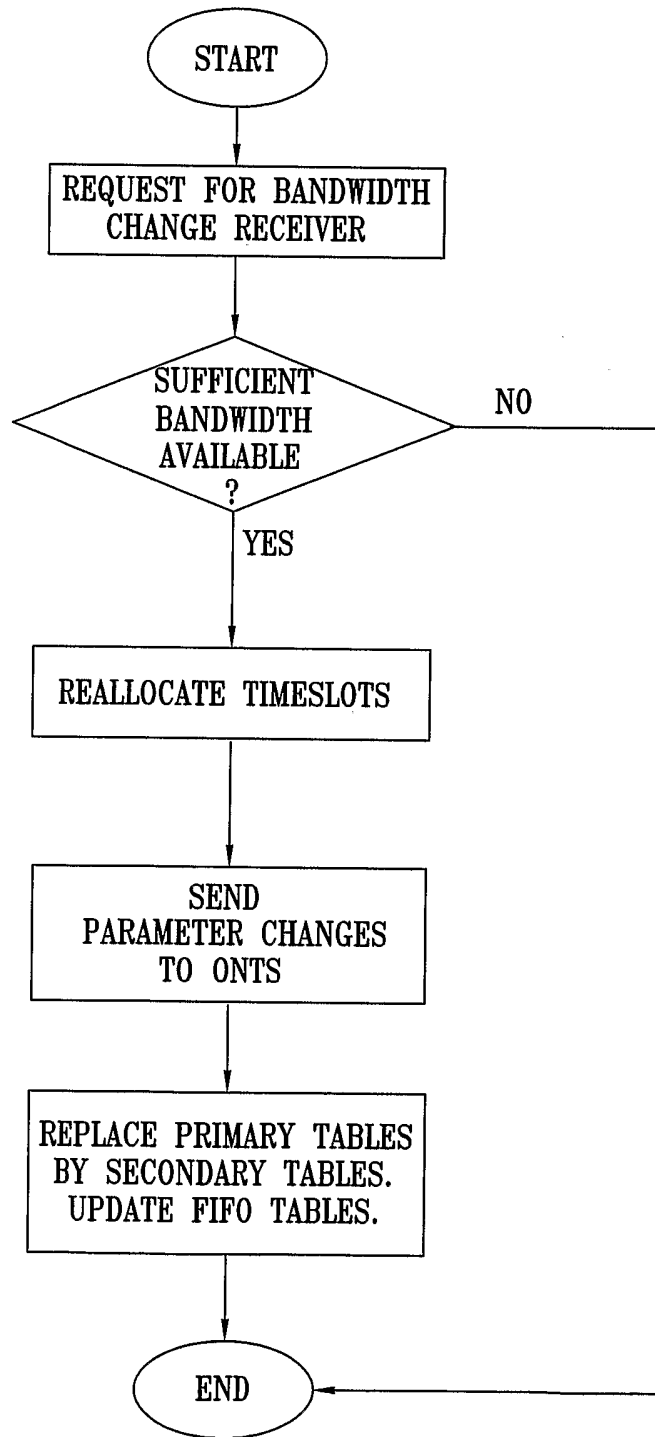 START
REQUEST FOR BANDWIDTH
CHANGE RECEIVER
SUFFICIENT
BANDWIDTH
AVAILABLE
?
NO
YES
REALLOCATE TIMESLOTS
SEND
PARAMETER CHANGES
TO ONTS
REPLACE PRIMARY TABLES
BY SECONDARY TABLES.
UPDATE FIFO TABLES.
END